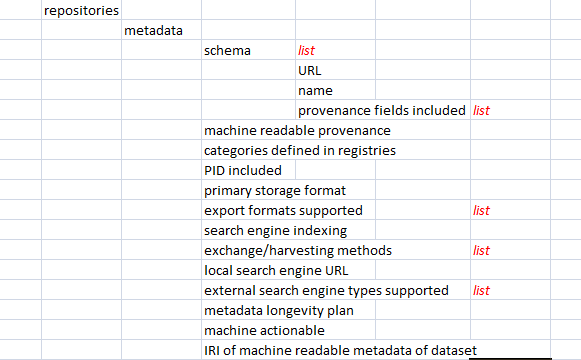 repositories
metadata
schema list
URL
name
provenance fields included list
machine readable provenance
categories defined in registries
PID included
primary storage format
export formats supported list
search engine indexing
exchange/harvesting methods list
local search engine URL
external search engine types supported list
metadata longevity plan
machine actionable
IRI of machine readable metadata of dataset